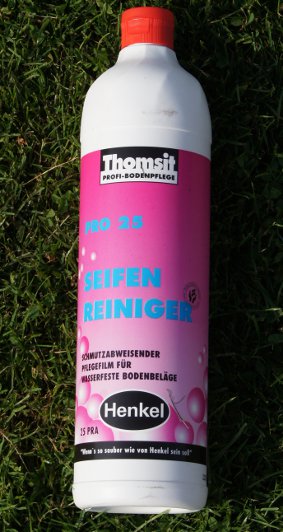 Thomsit
PROFI-BODENPFLEGE
PRO 25
SEIFEN
REINIGER
SCHMUTZABWEISENDER
PFLEGEFILM FÜR
WASSERFESTE BODENBELÄGE
Henkel
25 PRA
"Wenn's so sauber wie von Henkel sein soll"